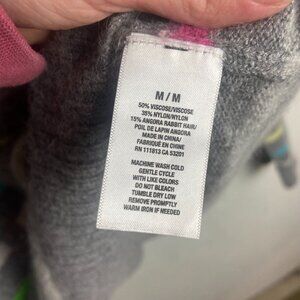 M / M
50% VISCOSE/VISCOSE
35% NYLON/NYLON
15% ANGORA RABBIT HAIR/
POIL DE LAPIN ANGORA
MADE IN CHINA/
FABRIQUE EN CHINE
RN 111813 CA 53201
MACHINE WASH COLD
GENTLE CYCLE
WITH LIKE COLORS
DO NOT BLEACH
TUMBLE DRY LOW
REMOVE PROMPTLY
WARM IRON IF NEEDED